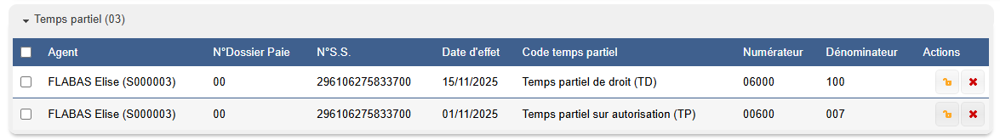 Temps partiel (03)
Agent N°Dossier Paie N°S.S. Date d'effet Code temps partiel Numérateur Dénominateur Actions
FLABAS Elise (S000003) 00 296106275833700 15/11/2025 Temps partiel de droit (TD) 06000 100
FLABAS Elise (S000003) 00 296106275833700 01/11/2025 Temps partiel sur autorisation (TP) 00600 007